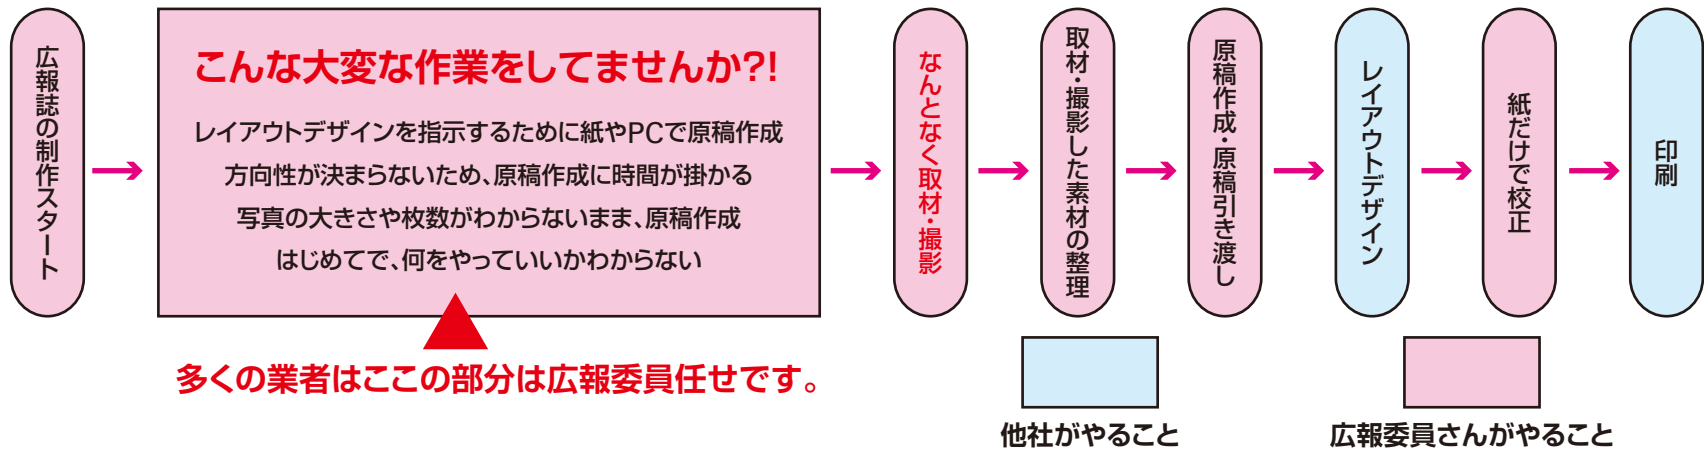 広報誌の制作スタート
こんな大変な作業をしてませんか?!
レイアウトデザインを指示するために紙やPCで原稿作成
方向性が決まらないため、原稿作成に時間が掛かる
写真の大きさや枚数がわからないまま、原稿作成
はじめてで、何をやっていいかわからない
多くの業者はここの部分は広報委員任せです。
なんとなく取材・撮影
取材・撮影した素材の整理
原稿作成・原稿引き渡し
レイアウトデザイン
紙だけで校正
印刷
他社がやること
広報委員さんがやること